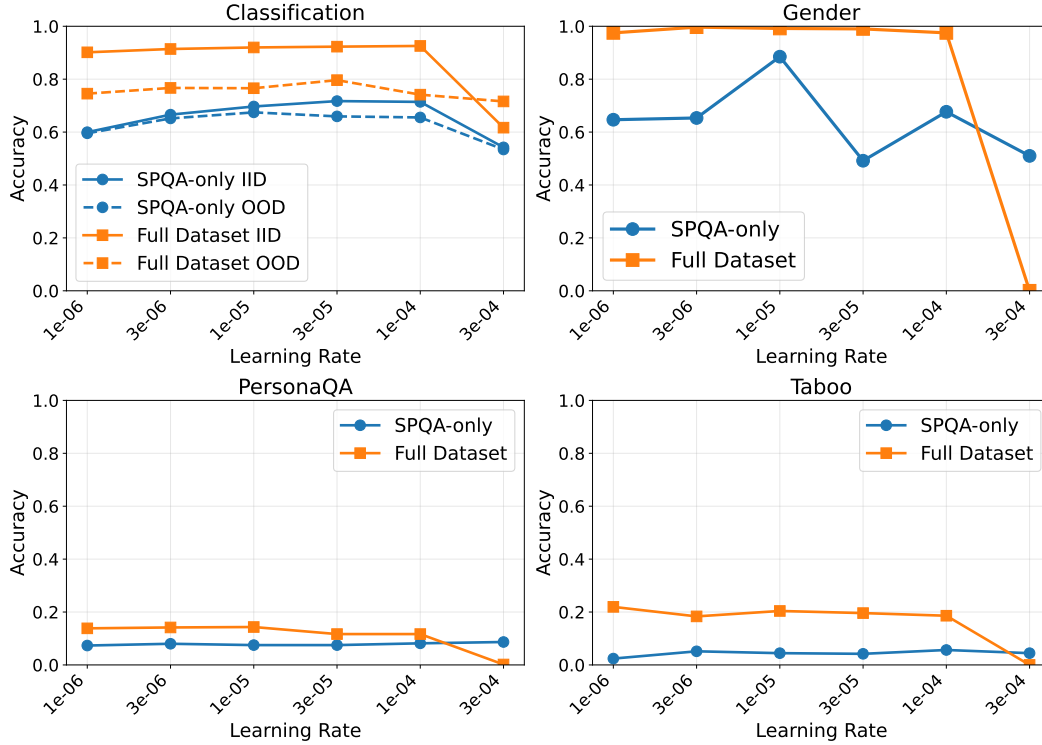 Classification
Accuracy
1.0
0.8
0.6
0.4
0.2
0.0
SPQA-only IID
SPQA-only OOD
Full Dataset IID
Full Dataset OOD
1e-06
3e-06
1e-05
3e-05
1e-04
3e-04
Learning Rate
Gender
Accuracy
1.0
0.8
0.6
0.4
0.2
0.0
SPQA-only
Full Dataset
1e-06
3e-06
1e-05
3e-05
1e-04
3e-04
Learning Rate
PersonaQA
Accuracy
1.0
0.8
0.6
0.4
0.2
0.0
SPQA-only
Full Dataset
1e-06
3e-06
1e-05
3e-05
1e-04
3e-04
Learning Rate
Taboo
Accuracy
1.0
0.8
0.6
0.4
0.2
0.0
SPQA-only
Full Dataset
1e-06
3e-06
1e-05
3e-05
1e-04
3e-04
Learning Rate